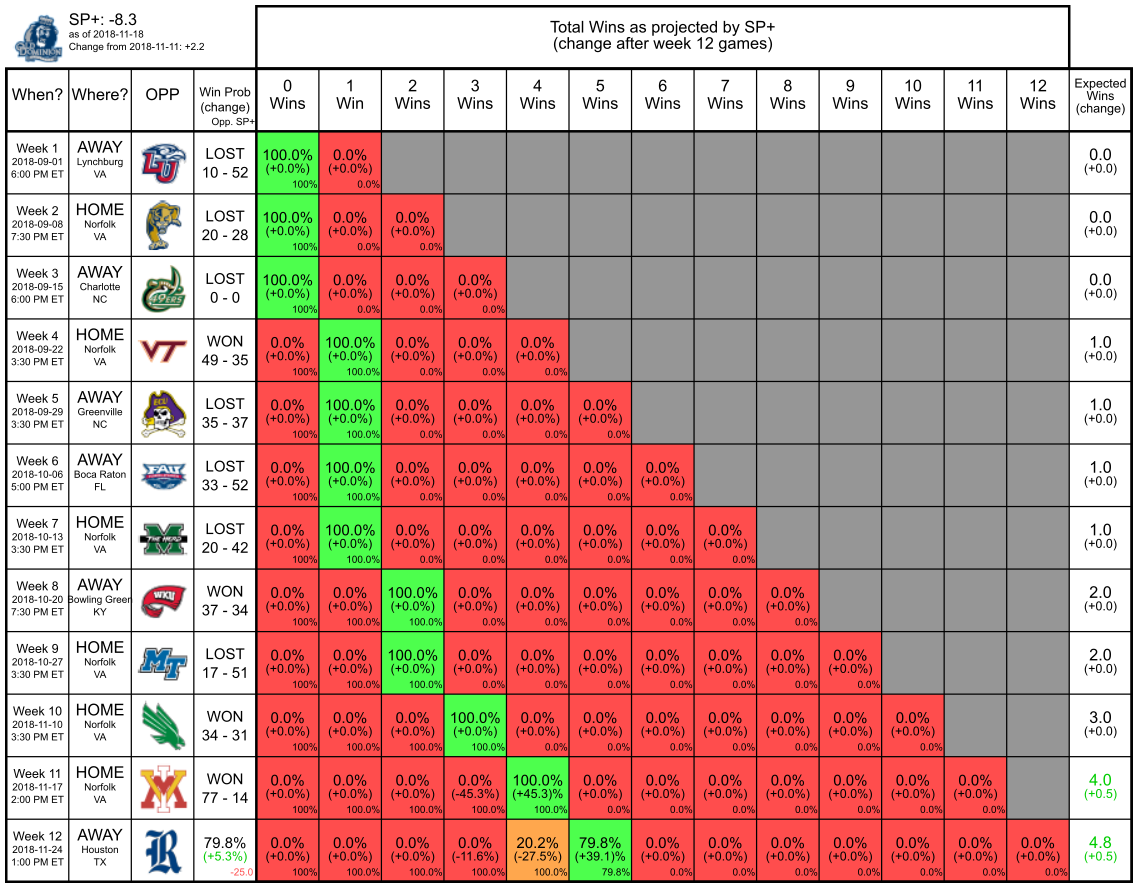 SP+: -8.3
as of 2018-11-18
Change from 2018-11-11: +2.2
OLD DOMINION
Total Wins as projected by SP+
(change after week 12 games)
When? Where? OPP Win Prob (change) Opp. SP+ 0 Wins 1 Win 2 Wins 3 Wins 4 Wins 5 Wins 6 Wins 7 Wins 8 Wins 9 Wins 10 Wins 11 Wins 12 Wins Expected Wins (change)
Week 1 AWAY LU LOST 100.0% 0.0% 0.0
2018-09-01 Lynchburg (+0.0%) (+0.0%) (+0.0)
6:00 PM ET VA 10 - 52
100% 0.0%
Week 2 HOME LOST 100.0% 0.0% 0.0% 0.0
2018-09-08 Norfolk (+0.0%) (+0.0%) (+0.0%) (+0.0)
7:30 PM ET VA 20 - 28
100% 0.0% 0.0%
Week 3 AWAY 49ERS LOST 100.0% 0.0% 0.0% 0.0% 0.0
2018-09-15 Charlotte (+0.0%) (+0.0%) (+0.0%) (+0.0%) (+0.0)
6:00 PM ET NC 0 - 0
100% 0.0% 0.0% 0.0%
Week 4 HOME VT WON 0.0% 100.0% 0.0% 0.0% 0.0% 1.0
2018-09-22 Norfolk (+0.0%) (+0.0%) (+0.0%) (+0.0%) (+0.0%) (+0.0)
3:30 PM ET VA 49 - 35
100% 100.0% 0.0% 0.0% 0.0%
Week 5 AWAY ECU LOST 0.0% 100.0% 0.0% 0.0% 0.0% 0.0% 1.0
2018-09-29 Greenville (+0.0%) (+0.0%) (+0.0%) (+0.0%) (+0.0%) (+0.0%) (+0.0)
3:30 PM ET NC 35 - 37
100% 100.0% 0.0% 0.0% 0.0% 0.0%
Week 6 AWAY FAU LOST 0.0% 100.0% 0.0% 0.0% 0.0% 0.0% 0.0% 1.0
2018-10-06 Boca Raton (+0.0%) (+0.0%) (+0.0%) (+0.0%) (+0.0%) (+0.0%) (+0.0%) (+0.0)
5:00 PM ET FL 33 - 52
100% 100.0% 0.0% 0.0% 0.0% 0.0% 0.0%
Week 7 HOME THE HERD LOST 0.0% 100.0% 0.0% 0.0% 0.0% 0.0% 0.0% 0.0% 1.0
2018-10-13 Norfolk (+0.0%) (+0.0%) (+0.0%) (+0.0%) (+0.0%) (+0.0%) (+0.0%) (+0.0%) (+0.0)
3:30 PM ET VA 20 - 42
100% 100.0% 0.0% 0.0% 0.0% 0.0% 0.0% 0.0%
Week 8 AWAY WKU WON 0.0% 0.0% 100.0% 0.0% 0.0% 0.0% 0.0% 0.0% 0.0% 2.0
2018-10-20 Bowling Green (+0.0%) (+0.0%) (+0.0%) (+0.0%) (+0.0%) (+0.0%) (+0.0%) (+0.0%) (+0.0%) (+0.0)
7:30 PM ET KY 37 - 34
100% 100.0% 100.0% 0.0% 0.0% 0.0% 0.0% 0.0% 0.0%
Week 9 HOME MT LOST 0.0% 0.0% 100.0% 0.0% 0.0% 0.0% 0.0% 0.0% 0.0% 0.0% 2.0
2018-10-27 Norfolk (+0.0%) (+0.0%) (+0.0%) (+0.0%) (+0.0%) (+0.0%) (+0.0%) (+0.0%) (+0.0%) (+0.0%) (+0.0)
3:30 PM ET VA 17 - 51
100% 100.0% 100.0% 0.0% 0.0% 0.0% 0.0% 0.0% 0.0% 0.0%
Week 10 HOME WON 0.0% 0.0% 0.0% 100.0% 0.0% 0.0% 0.0% 0.0% 0.0% 0.0% 0.0% 3.0
2018-11-10 Norfolk (+0.0%) (+0.0%) (+0.0%) (+0.0%) (+0.0%) (+0.0%) (+0.0%) (+0.0%) (+0.0%) (+0.0%) (+0.0%) (+0.0)
3:30 PM ET VA 34 - 31
100% 100.0% 100.0% 100.0% 0.0% 0.0% 0.0% 0.0% 0.0% 0.0% 0.0%
Week 11 HOME WON 0.0% 0.0% 0.0% 0.0% 100.0% 0.0% 0.0% 0.0% 0.0% 0.0% 0.0% 0.0% 4.0
2018-11-17 Norfolk (+0.0%) (+0.0%) (+0.0%) (-45.3%) (+45.3)% (+0.0%) (+0.0%) (+0.0%) (+0.0%) (+0.0%) (+0.0%) (+0.0%) (+0.5)
2:00 PM ET VA 77 - 14
100% 100.0% 100.0% 100.0% 100.0% 0.0% 0.0% 0.0% 0.0% 0.0% 0.0% 0.0%
Week 12 AWAY R 79.8% 0.0% 0.0% 0.0% 0.0% 20.2% 79.8% 0.0% 0.0% 0.0% 0.0% 0.0% 0.0% 0.0% 4.8
2018-11-24 Houston (+5.3%) (+0.0%) (+0.0%) (+0.0%) (-11.6%) (-27.5%) (+39.1)% (+0.0%) (+0.0%) (+0.0%) (+0.0%) (+0.0%) (+0.0%) (+0.0%) (+0.5)
1:00 PM ET TX
-25.0 100% 100.0% 100.0% 100.0% 100.0% 79.8% 0.0% 0.0% 0.0% 0.0% 0.0% 0.0% 0.0%